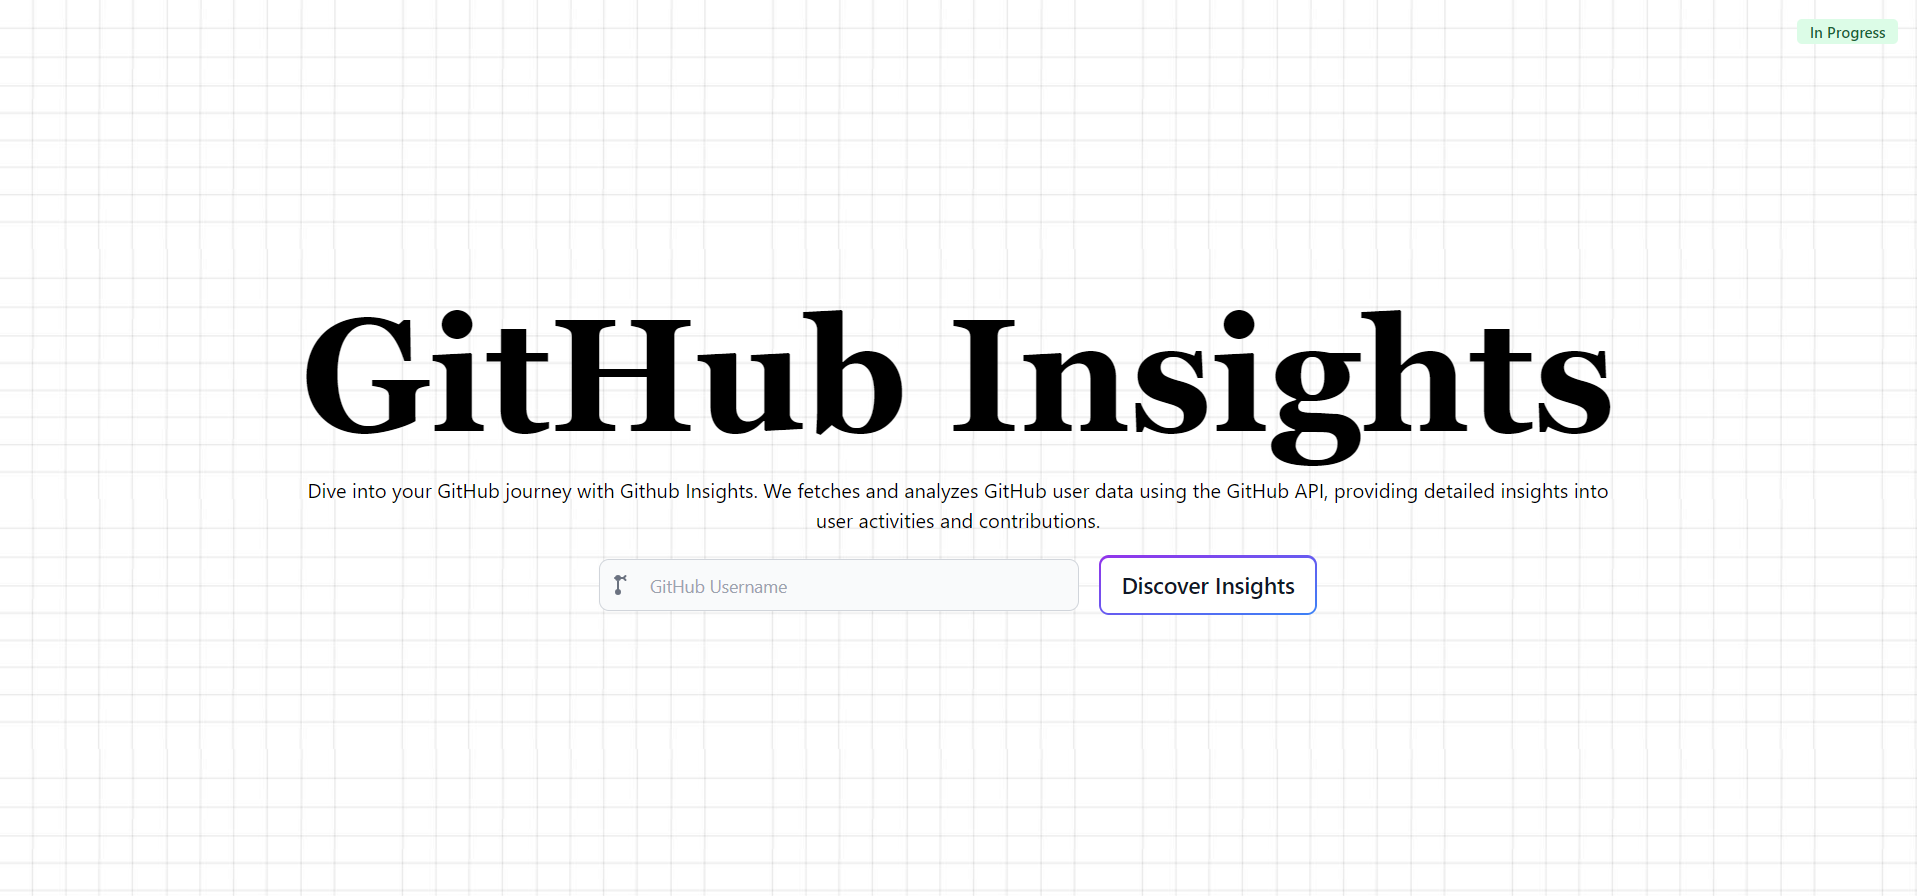 In Progress
GitHub Insights
Dive into your GitHub journey with Github Insights. We fetches and analyzes GitHub user data using the GitHub API, providing detailed insights into
user activities and contributions.
GitHub Username
Discover Insights